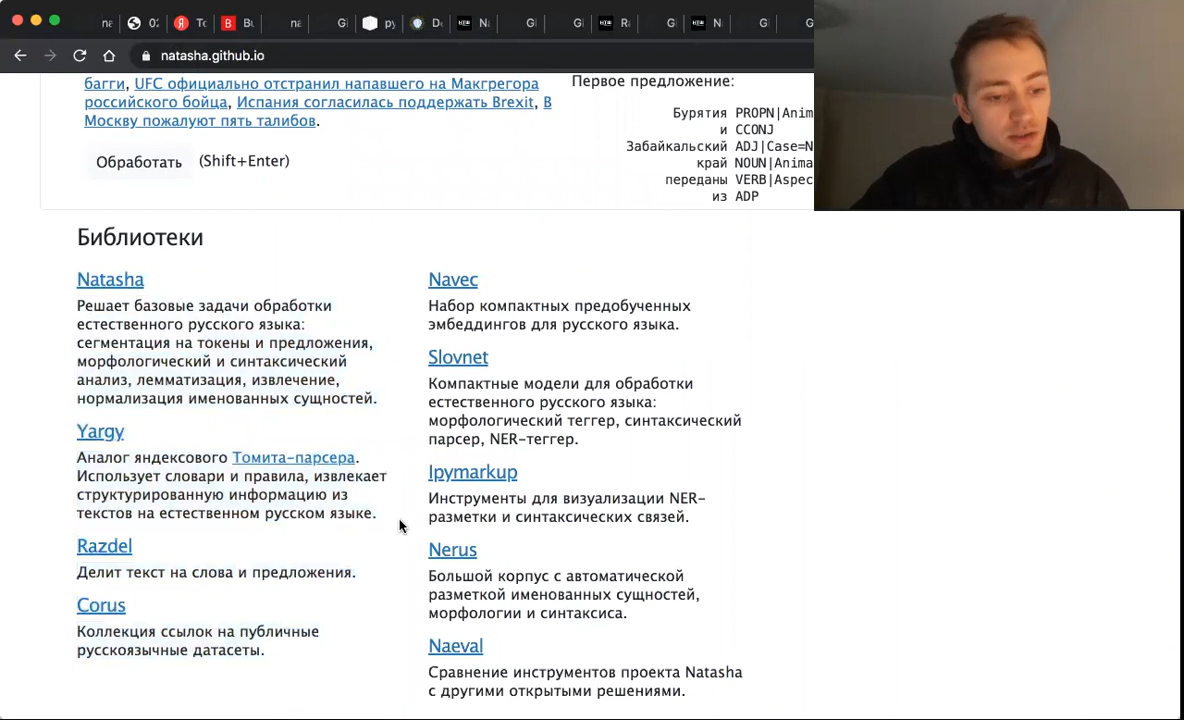 natasha.github.io
багги, UFC официально отстранил напавшего на Макгрегора
российского бойца, Испания согласилась поддержать Brexit, В
Москву пожалуют пять талибов.
Обработать (Shift+Enter)
Первое предложение:
Бурятия PROPN|Anim
и CCONJ
Забайкальский ADJ|Case=N
край NOUN|Anima
переданы VERB|Aspec
из ADP
Библиотеки
Natasha
Решает базовые задачи обработки
естественного русского языка:
сегментация на токены и предложения,
морфологический и синтаксический
анализ, лемматизация, извлечение,
нормализация именованных сущностей.
Yargy
Аналог яндексового Томита-парсера.
Использует словари и правила, извлекает
структурированную информацию из
текстов на естественном русском языке.
Razdel
Делит текст на слова и предложения.
Corus
Коллекция ссылок на публичные
русскоязычные датасеты.
Navec
Набор компактных предобученных
эмбеддингов для русского языка.
Slovnet
Компактные модели для обработки
естественного русского языка:
морфологический теггер, синтаксический
парсер, NER-теггер.
Ipymarkup
Инструменты для визуализации NER-
разметки и синтаксических связей.
Nerus
Большой корпус с автоматической
разметкой именованных сущностей,
морфологии и синтаксиса.
Naeval
Сравнение инструментов проекта Natasha
с другими открытыми решениями.